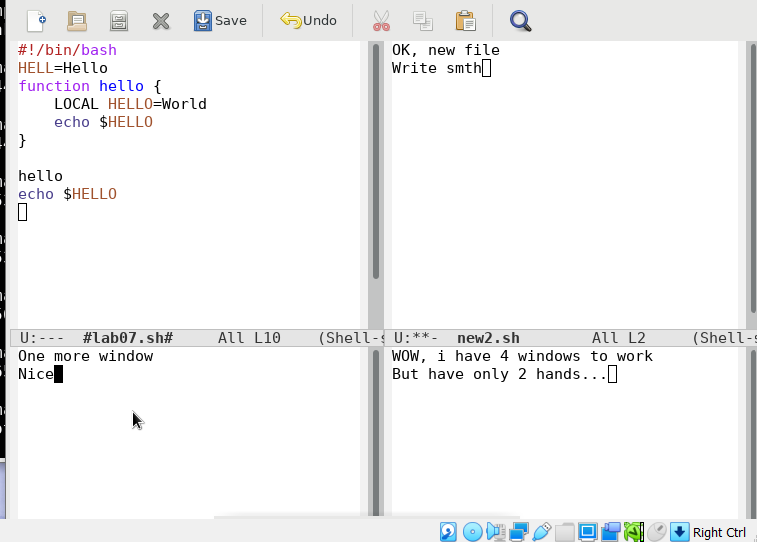 Save Undo
#!/bin/bash
HELL=Hello
function hello {
    LOCAL HELLO=World
    echo $HELLO
}
hello
echo $HELLO
U:--- #lab07.sh# All L10 (Shell-s
OK, new file
Write smth
U:**- new2.sh All L2 (Shell-s
One more window
Nice
WOW, i have 4 windows to work
But have only 2 hands...
Right Ctrl